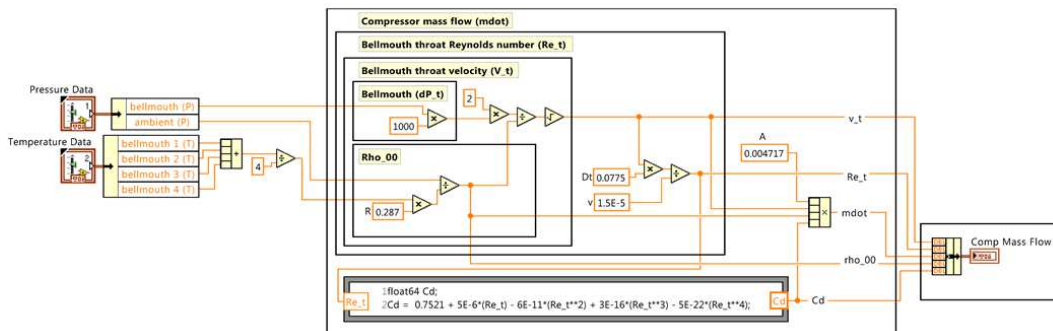 Compressor mass flow (mdot)
Bellmouth throat Reynolds number (Re_t)
Bellmouth throat velocity (V_t)
Bellmouth (dP_t)
Pressure Data
1
bellmouth (P)
ambient (P)
1000
2
Temperature Data
2
bellmouth 1 (T)
bellmouth 2 (T)
bellmouth 3 (T)
bellmouth 4 (T)
4
Rho_00
R 0.287
Dt 0.0775
v 1.5E-5
A
0.004717
v_t
Re_t
mdot
rho_00
Cd
Comp Mass Flow
Re_t
1float64 Cd;
2Cd = 0.7521 + 5E-6*(Re_t) - 6E-11*(Re_t**2) + 3E-16*(Re_t**3) - 5E-22*(Re_t**4);
Cd